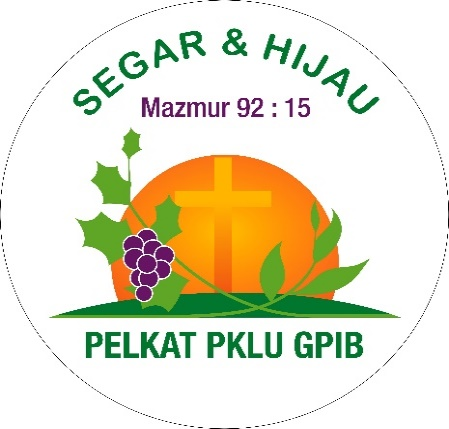 SEGAR & HIJAU
Mazmur 92 : 15
PELKAT PKLU GPIB